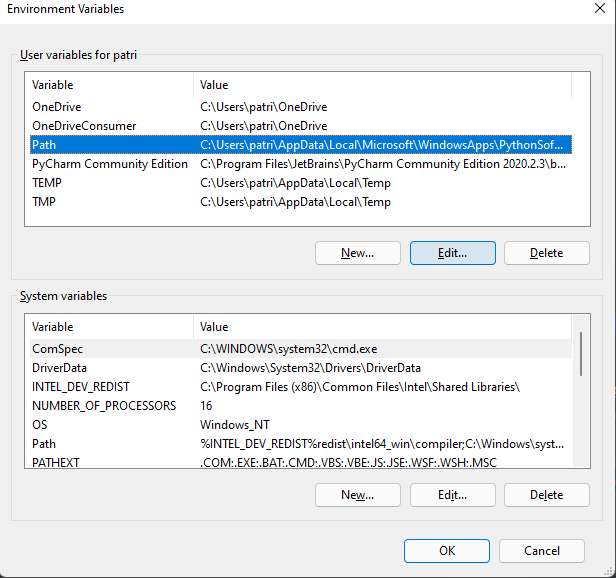 Environment Variables
User variables for patri
Variable Value
OneDrive C:\Users\patri\OneDrive
OneDriveConsumer C:\Users\patri\OneDrive
Path C:\Users\patri\AppData\Local\Microsoft\WindowsApps\PythonSof...
PyCharm Community Edition C:\Program Files\JetBrains\PyCharm Community Edition 2020.2.3\b...
TEMP C:\Users\patri\AppData\Local\Temp
TMP C:\Users\patri\AppData\Local\Temp
New... Edit... Delete
System variables
Variable Value
ComSpec C:\WINDOWS\system32\cmd.exe
DriverData C:\Windows\System32\Drivers\DriverData
INTEL_DEV_REDIST C:\Program Files (x86)\Common Files\Intel\Shared Libraries\
NUMBER_OF_PROCESSORS 16
OS Windows_NT
Path %INTEL_DEV_REDIST%redist\intel64_win\compiler;C:\Windows\syst...
PATHEXT .COM;.EXE;.BAT;.CMD;.VBS;.VBE;.JS;.JSE;.WSF;.WSH;.MSC
New... Edit... Delete
OK Cancel